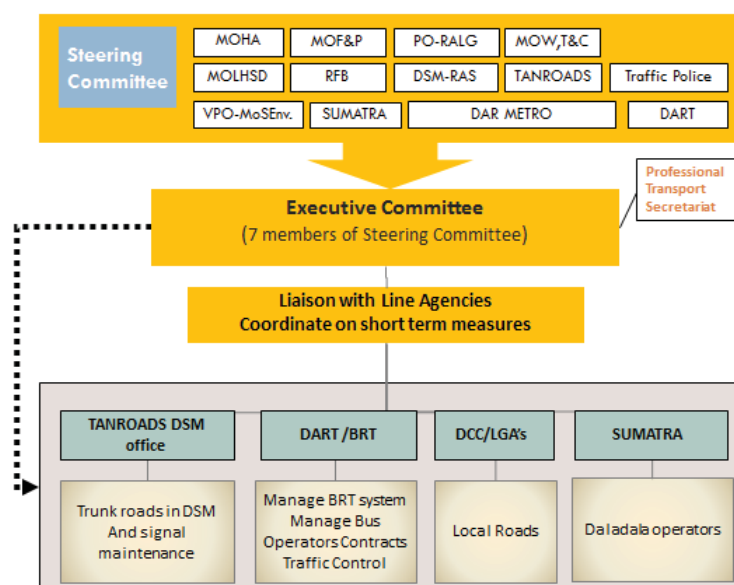 Steering
Committee
MOHA
MOF&P
PO-RALG
MOW,T&C
MOLHSD
RFB
DSM-RAS
TANROADS
Traffic Police
VPO-MoSEnv.
SUMATRA
DAR METRO
DART
Executive Committee
(7 members of Steering Committee)
Professional
Transport
Secretariat
Liaison with Line Agencies
Coordinate on short term measures
TANROADS DSM
office
DART /BRT
DCC/LGA's
SUMATRA
Trunk roads in DSM
And signal
maintenance
Manage BRT system
Manage Bus
Operators Contracts
Traffic Control
Local Roads
Daladala operators